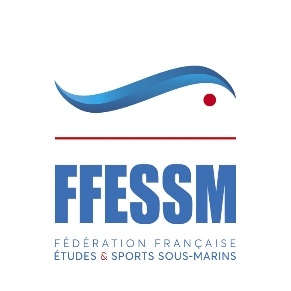 FFESSM
FÉDÉRATION FRANÇAISE
ÉTUDES & SPORTS SOUS-MARINS